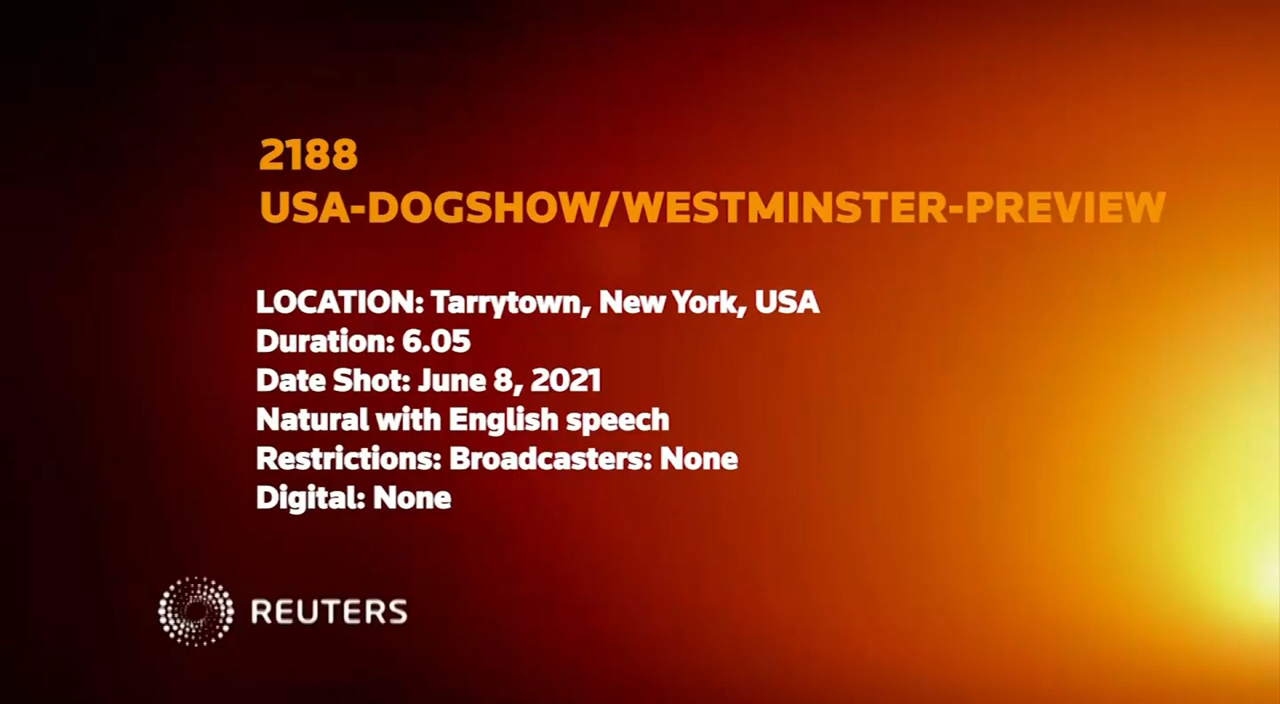 2188
USA-DOGSHOW/WESTMINSTER-PREVIEW
LOCATION: Tarrytown, New York, USA
Duration: 6.05
Date Shot: June 8, 2021
Natural with English speech
Restrictions: Broadcasters: None
Digital: None
REUTERS